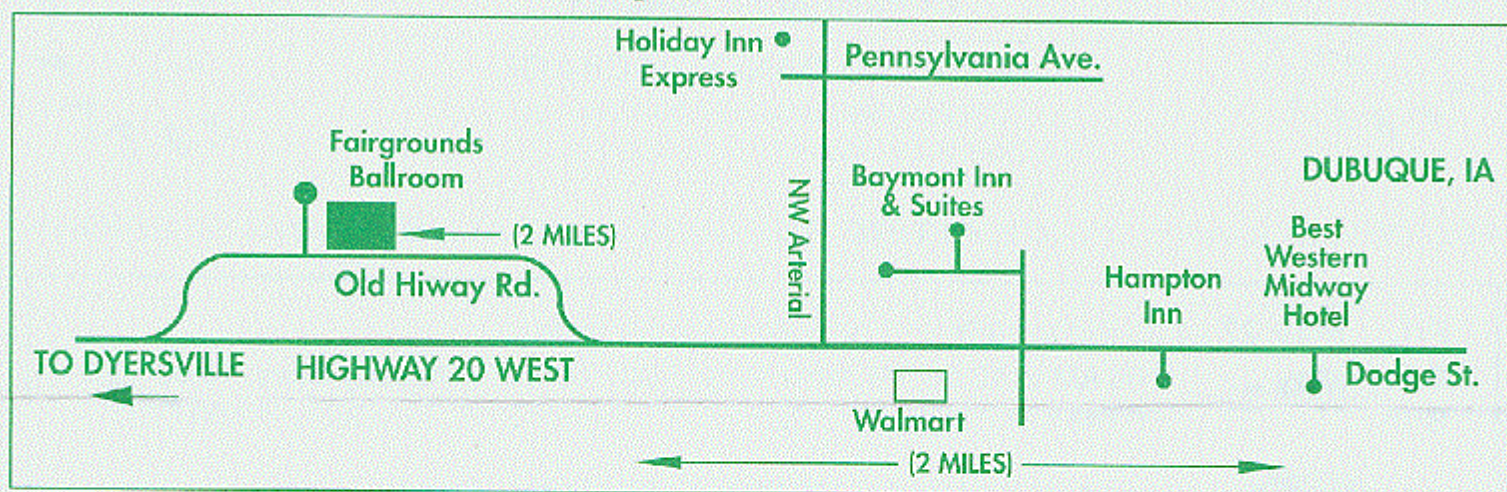 Holiday Inn
Express
Pennsylvania Ave.
Fairgrounds
Ballroom
(2 MILES)
Old Hiway Rd.
NW Arterial
Baymont Inn
& Suites
DUBUQUE, IA
Best
Western
Midway
Hotel
Hampton
Inn
TO DYERSVILLE
HIGHWAY 20 WEST
Dodge St.
Walmart
(2 MILES)